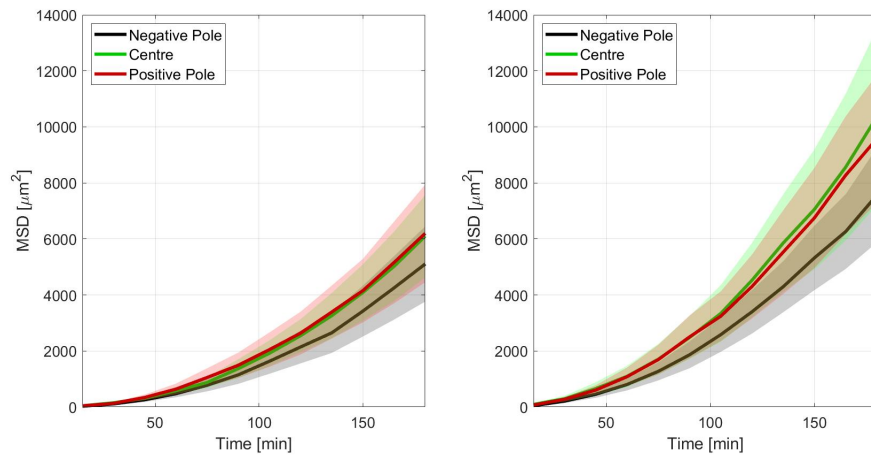 14000
12000
10000
8000
6000
4000
2000
0
MSD [μm²]
50
100
150
Time [min]
Negative Pole
Centre
Positive Pole
14000
12000
10000
8000
6000
4000
2000
0
MSD [μm²]
50
100
150
Time [min]
Negative Pole
Centre
Positive Pole